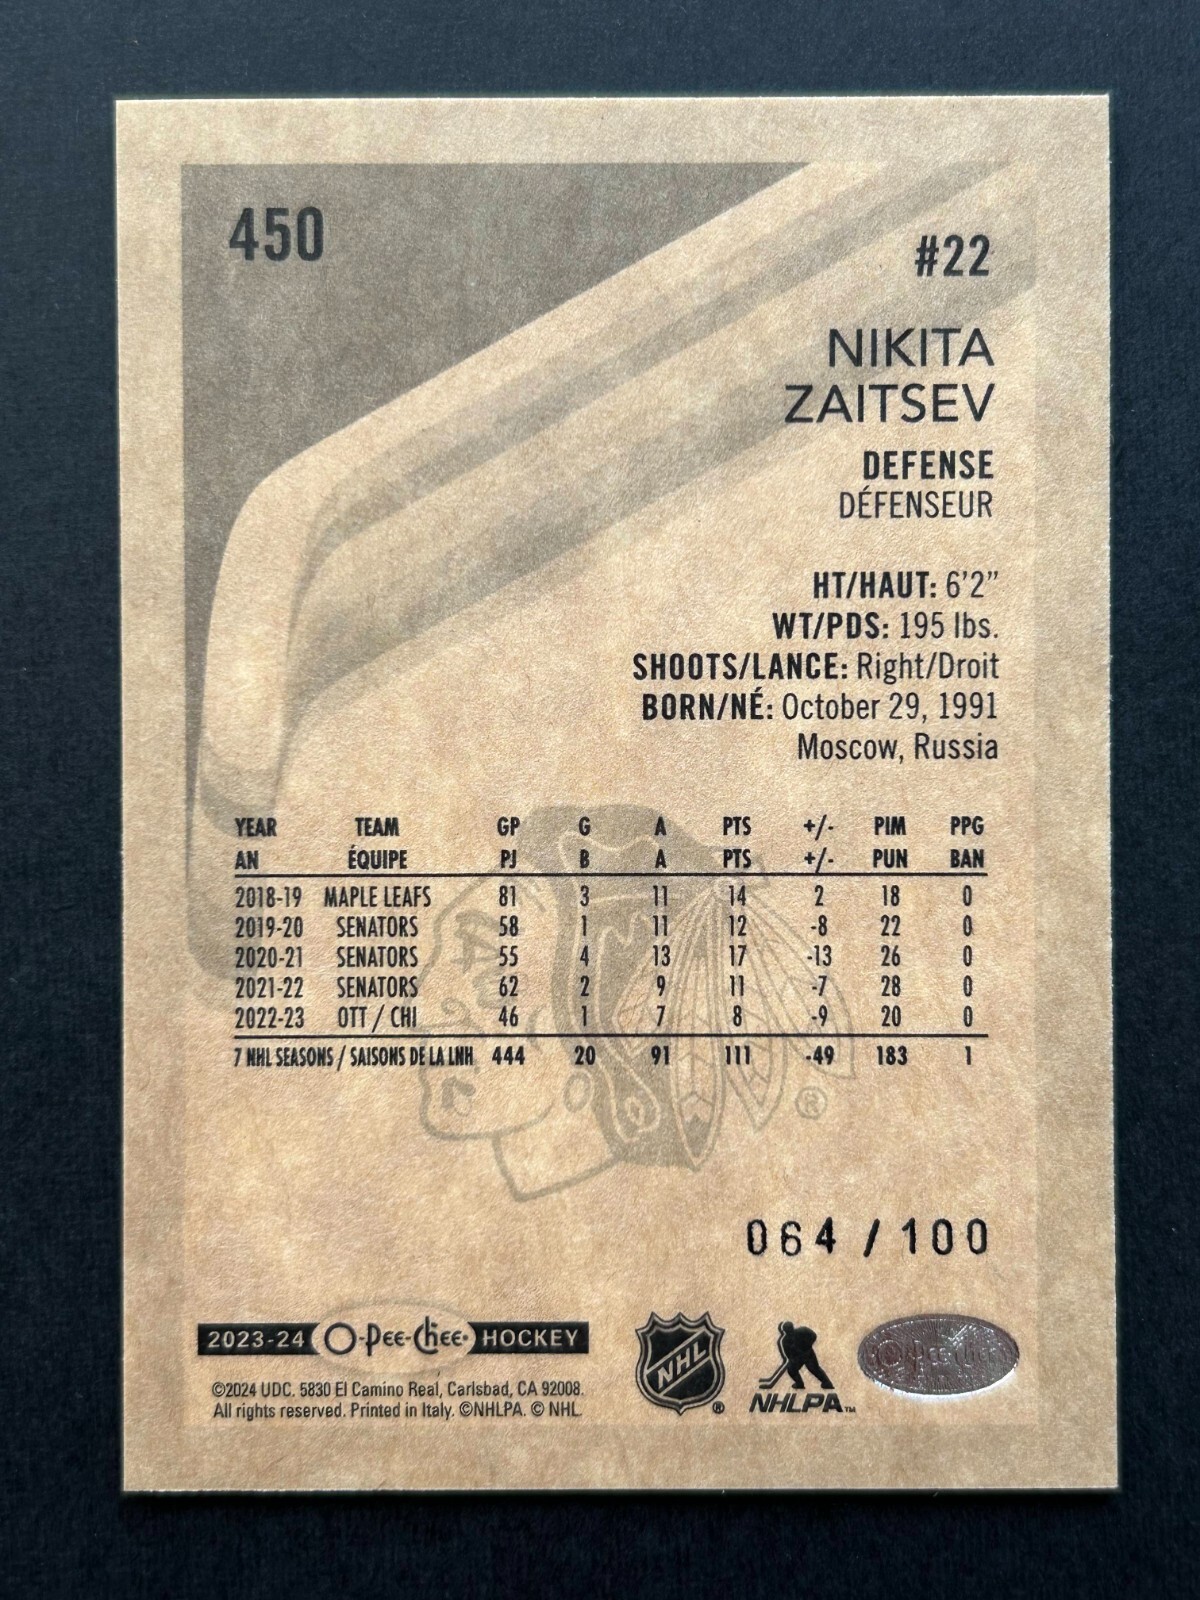 450
#22
NIKITA
ZAITSEV
DEFENSE
DÉFENSEUR
HT/HAUT: 6'2"
WT/PDS: 195 lbs.
SHOOTS/LANCE: Right/Droit
BORN/NÉ: October 29, 1991
Moscow, Russia
YEAR TEAM GP G A PTS +/- PIM PPG
AN ÉQUIPE PJ B A PTS +/- PUN BAN
2018-19 MAPLE LEAFS 81 3 11 14 2 18 0
2019-20 SENATORS 58 1 11 12 -8 22 0
2020-21 SENATORS 55 4 13 17 -13 26 0
2021-22 SENATORS 62 2 9 11 -7 28 0
2022-23 OTT / CHI 46 1 7 8 -9 20 0
7 NHL SEASONS / SAISONS DE LA LNH 444 20 91 111 -49 183 1
®
064 / 100
2023-24 O-Pee-Chee® HOCKEY
NHL ®
NHLPA™
O-Pee-Chee
©2024 UDC. 5830 El Camino Real, Carlsbad, CA 92008.
All rights reserved. Printed in Italy. ©NHLPA. © NHL.